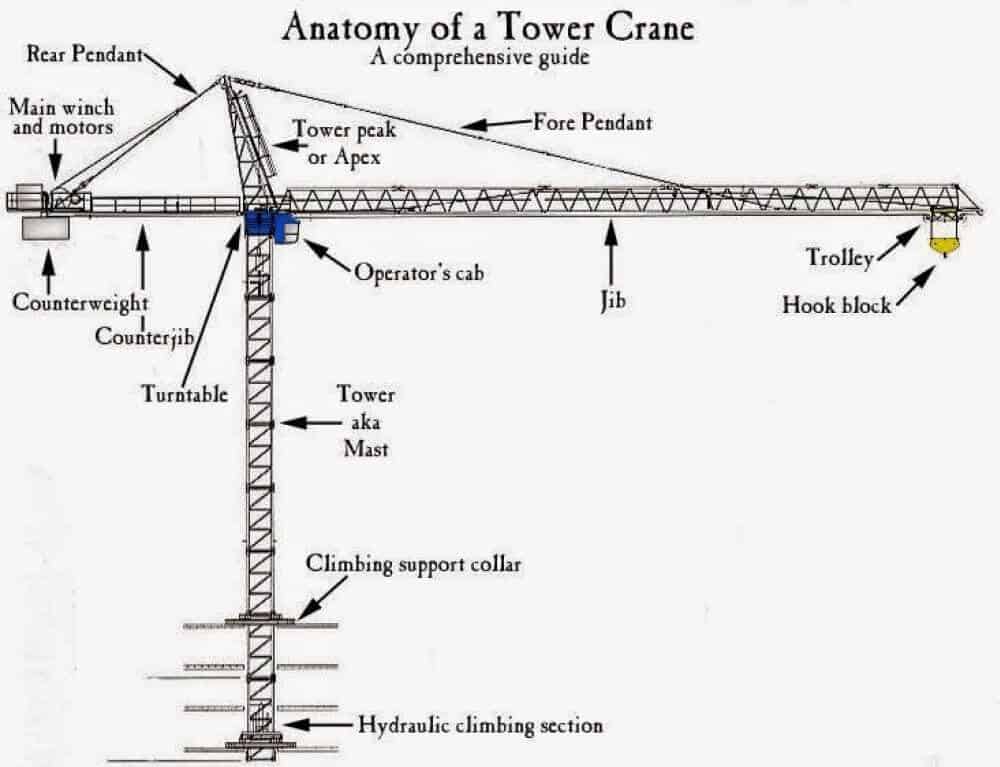 Anatomy of a Tower Crane
A comprehensive guide
Rear Pendant
Main winch
and motors
Tower peak
or Apex
Fore Pendant
Operator's cab
Trolley
Counterweight
Jib
Hook block
Counterjib
Turntable
Tower
aka
Mast
Climbing support collar
Hydraulic climbing section